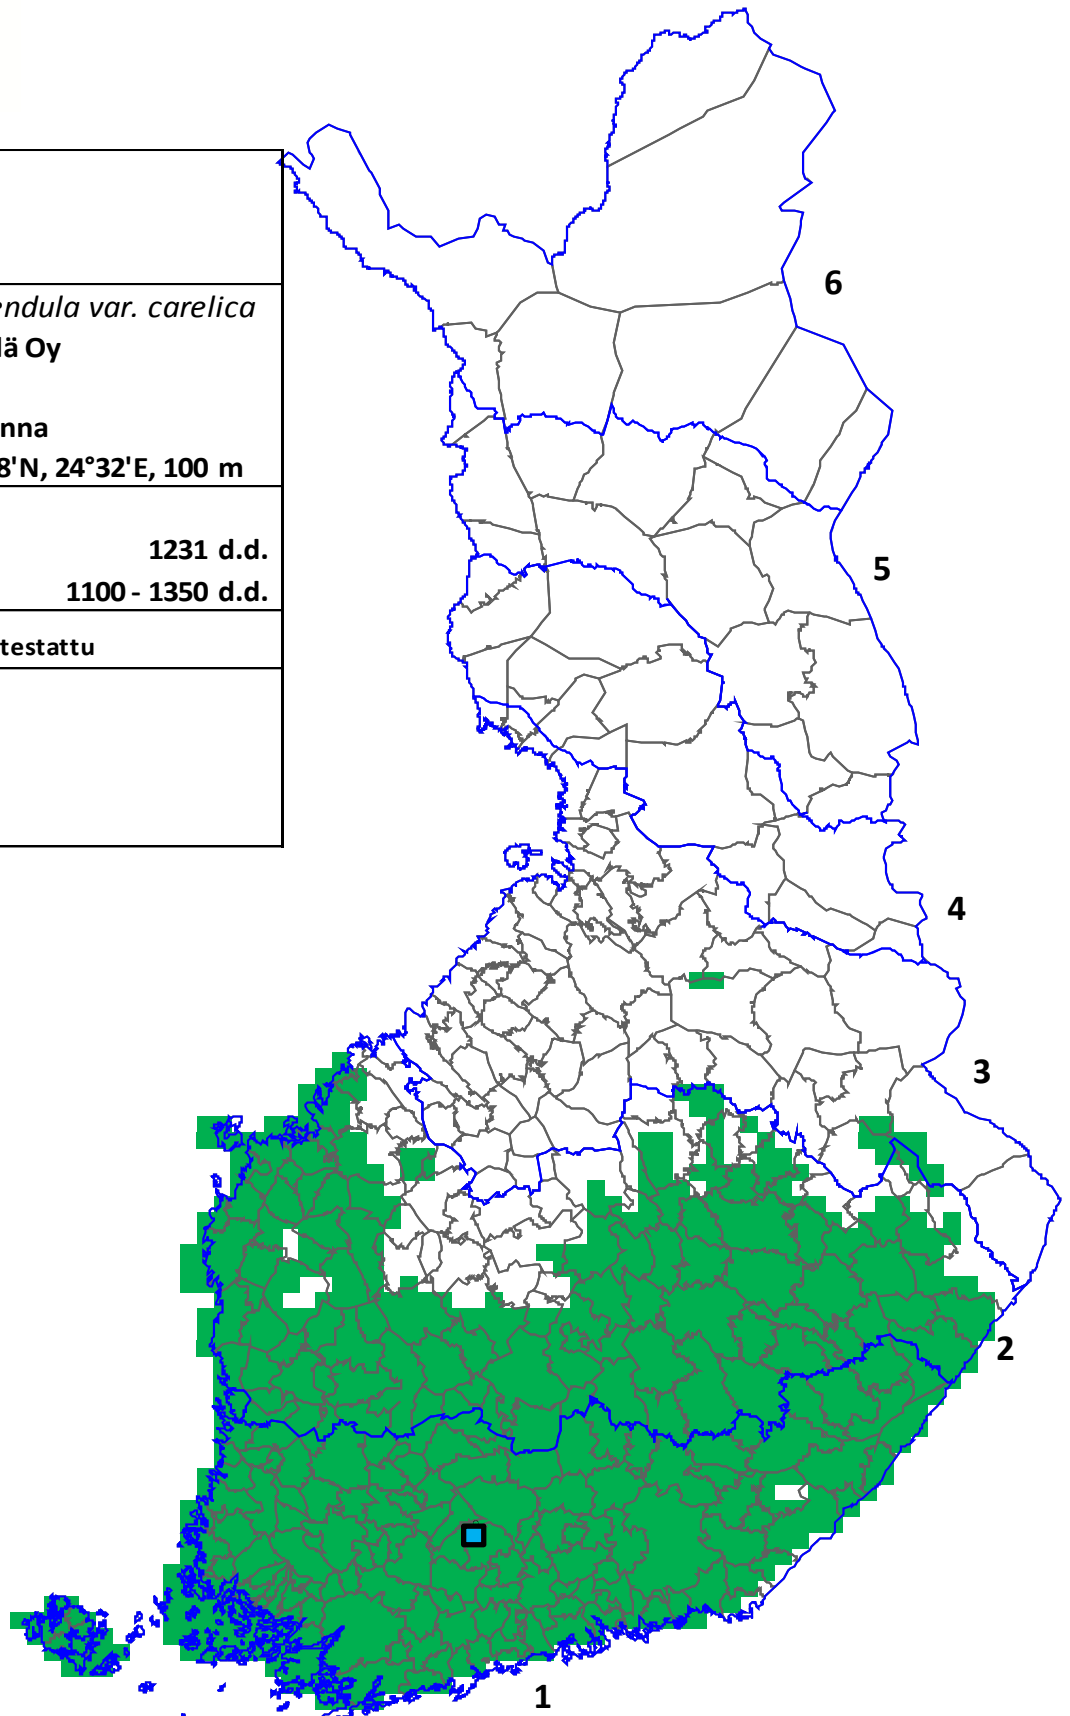 endula var. carelica
lä Oy
nna
8'N, 24°32'E, 100 m
1231 d.d.
1100 - 1350 d.d.
testattu
6
5
4
3
2
1